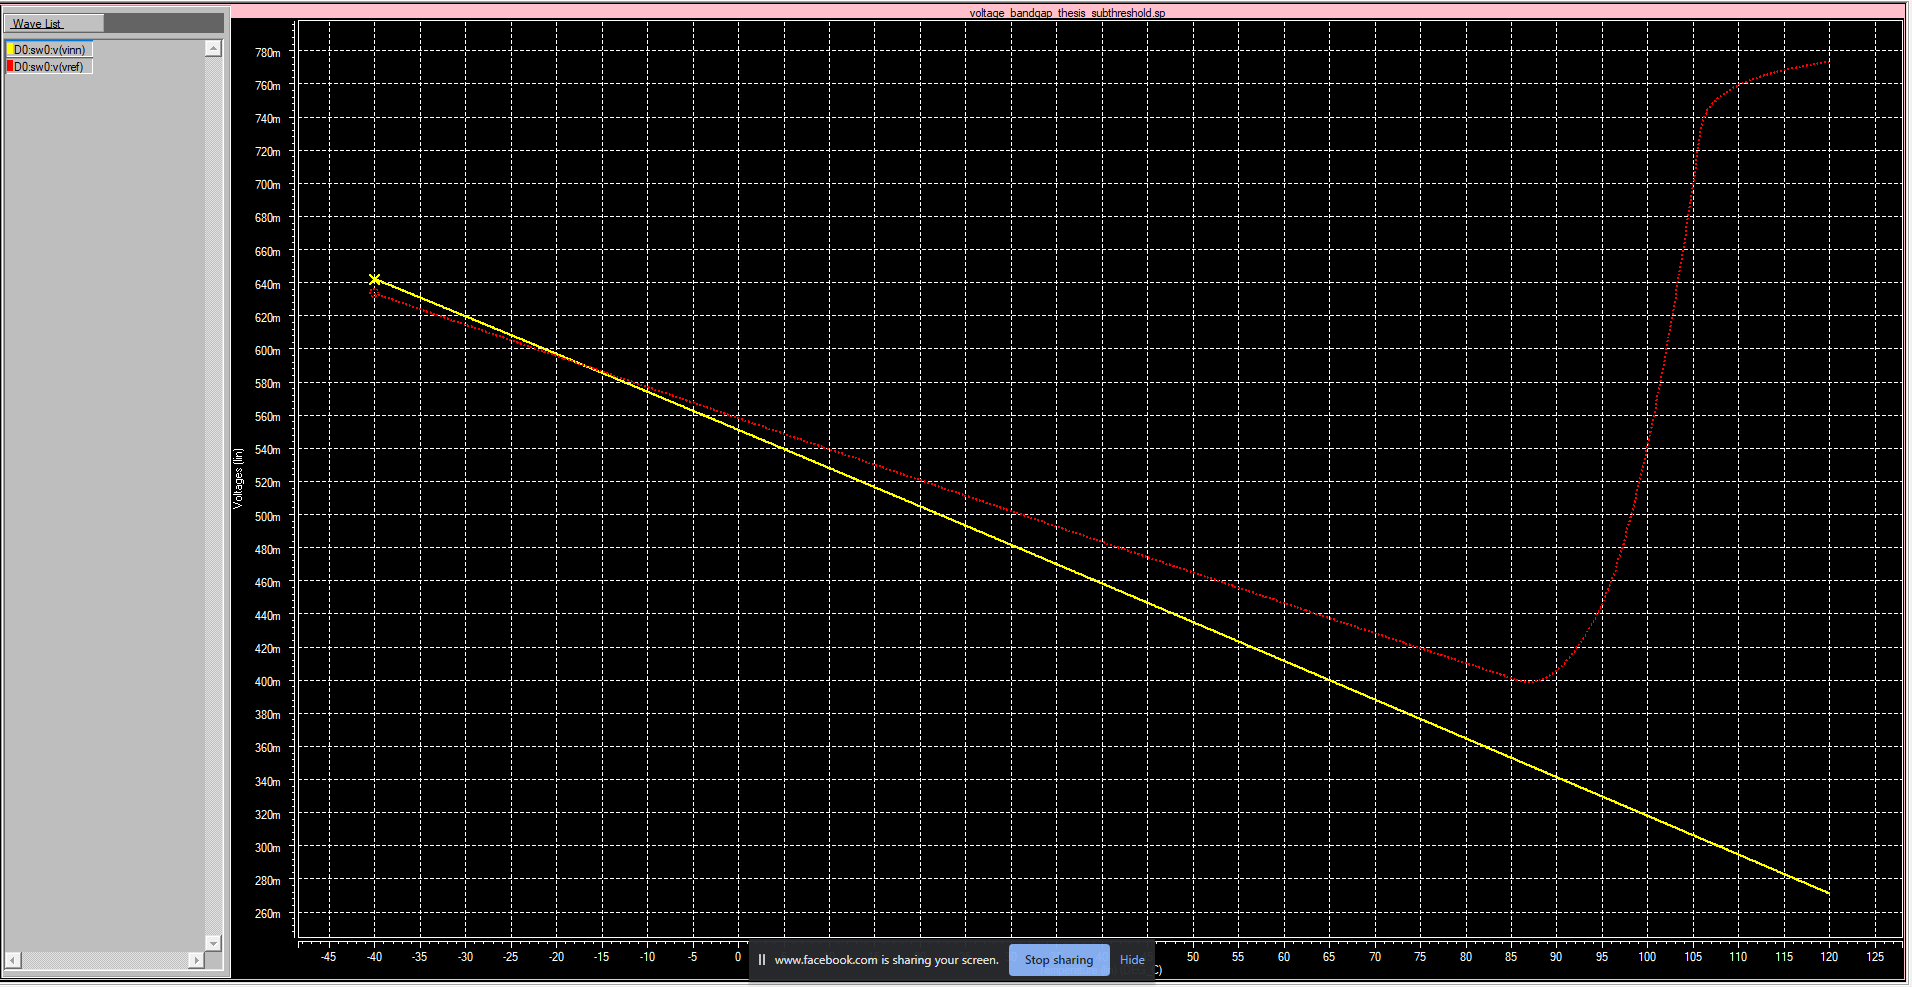 voltage_bandgap_thesis_subthreshold.sp
Wave List
D0:sw0:v(vinn)
D0:sw0:v(vref)
780m
760m
740m
720m
700m
680m
660m
640m
620m
600m
580m
560m
540m
520m
500m
480m
460m
440m
420m
400m
380m
360m
340m
320m
300m
280m
260m
Voltages (lin)
-45 -40 -35 -30 -25 -20 -15 -10 -5 0 50 55 60 65 70 75 80 85 90 95 100 105 110 115 120 125
www.facebook.com is sharing your screen. Stop sharing Hide